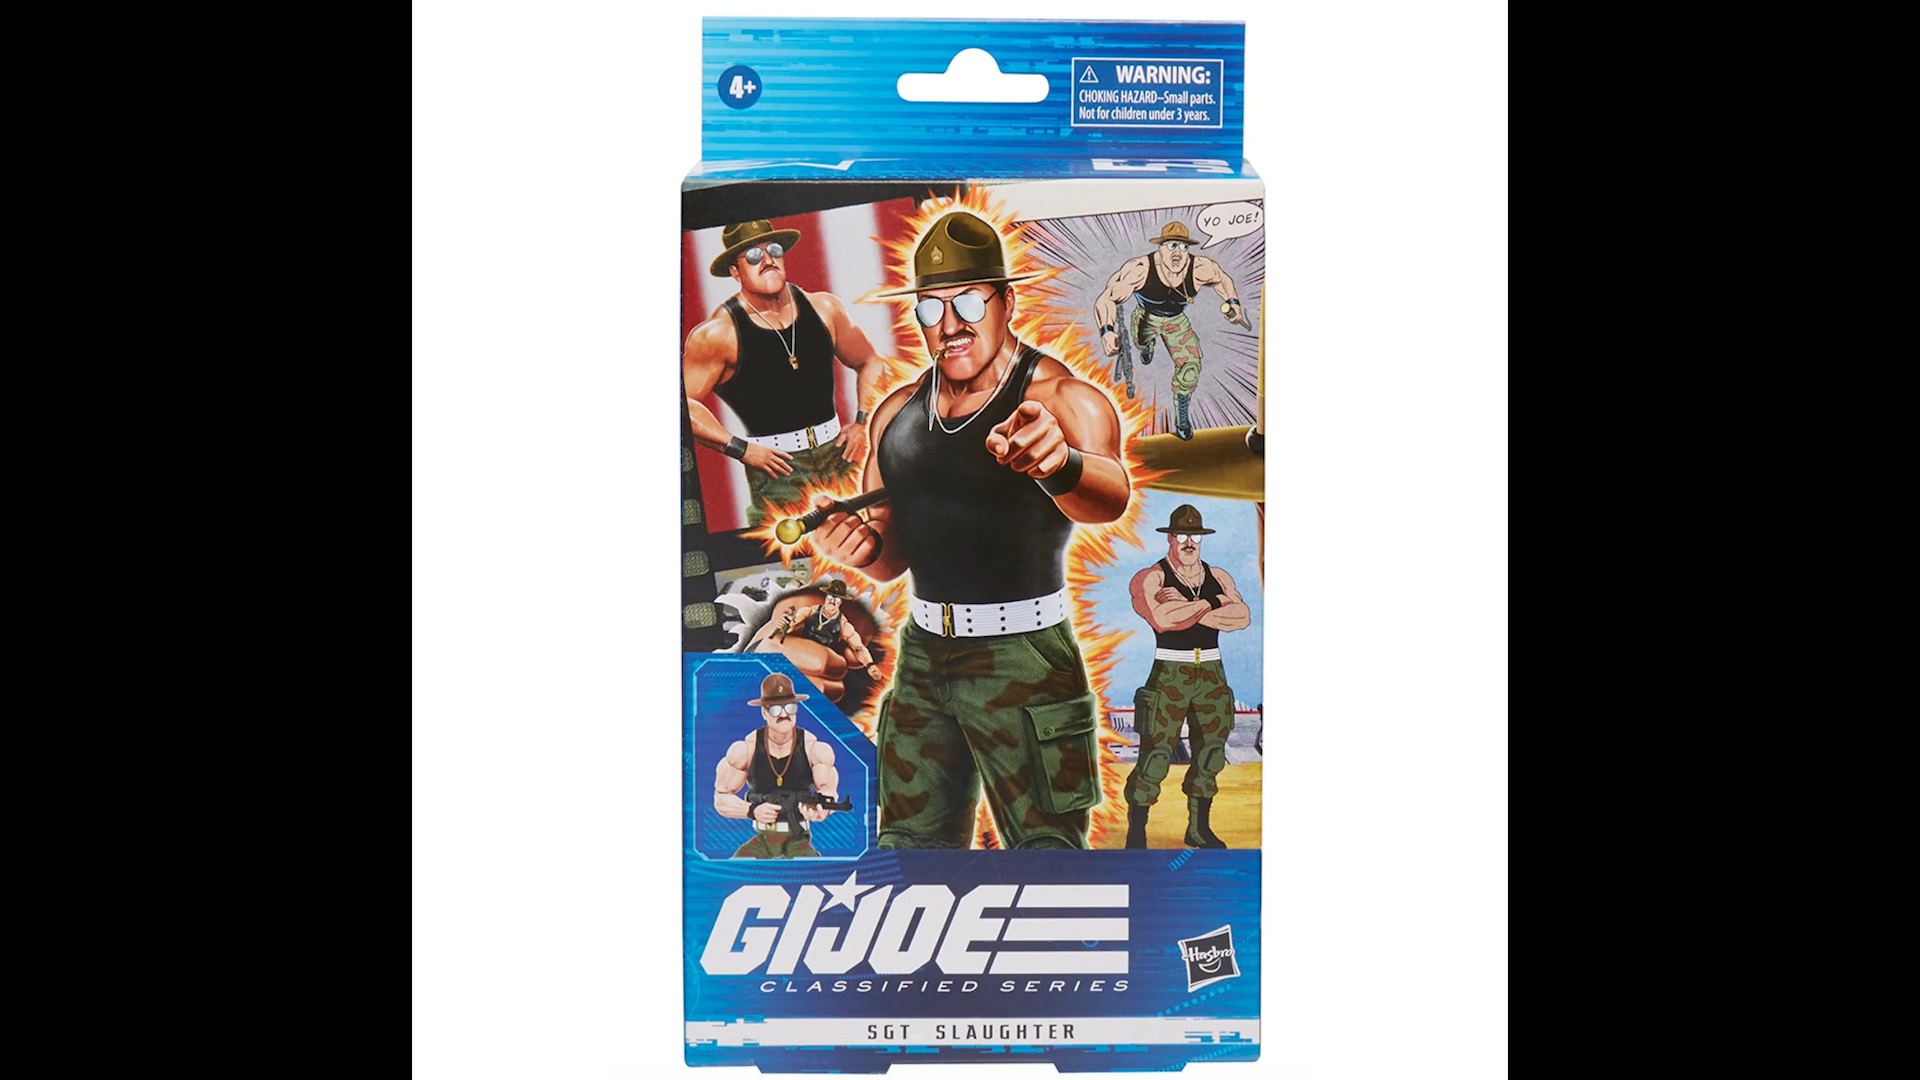 4+
WARNING:
CHOKING HAZARD–Small parts.
Not for children under 3 years.
YO JOE!
GI JOE
CLASSIFIED SERIES
Hasbro
SGT SLAUGHTER